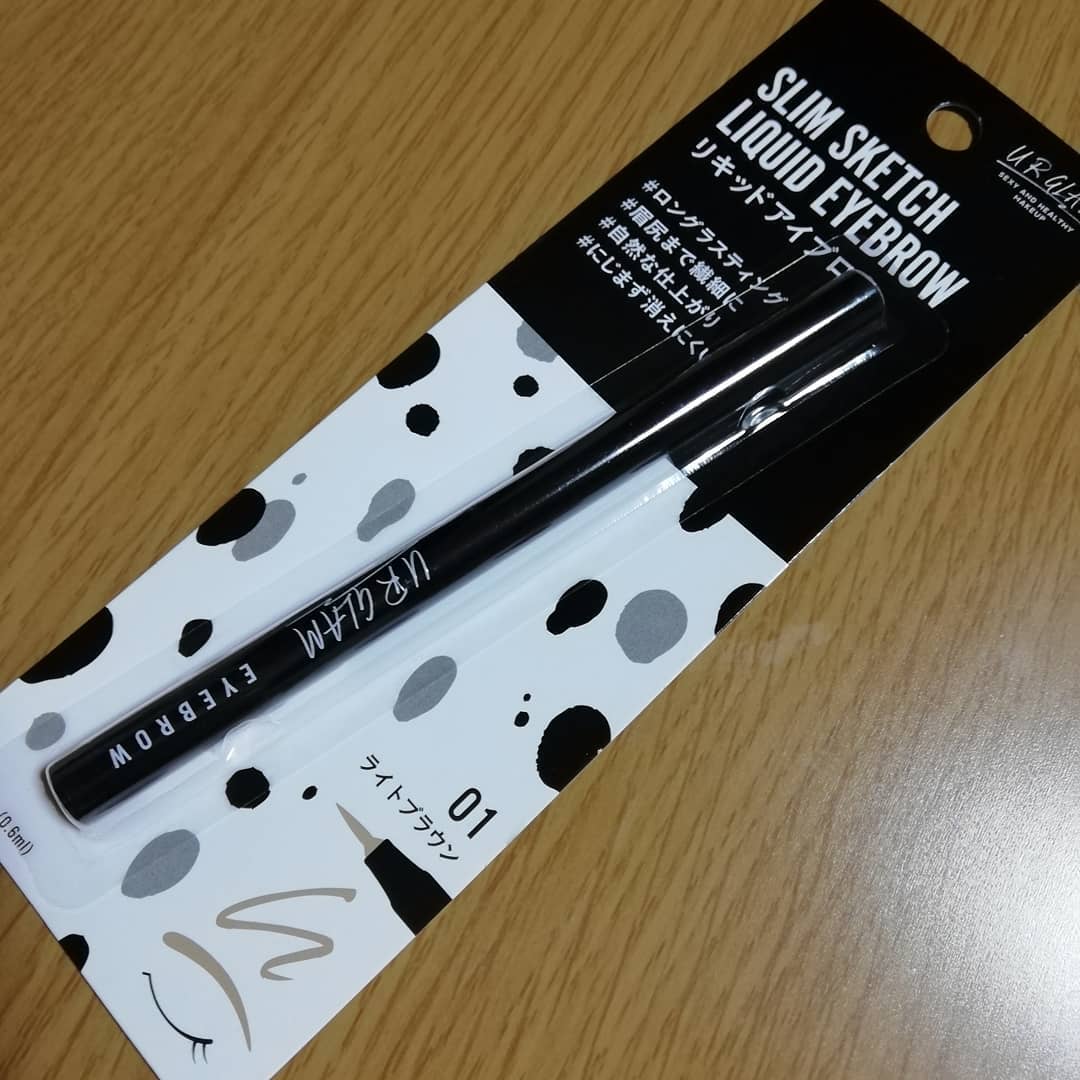 SLIM SKETCH
LIQUID EYEBROW
リキッドアイブ
#ロングラスティング
#眉尻まで繊細に
#自然な仕上がり
#にじまず消えにくい
UR GLA
SEXY AND HEALTHY
MAKEUP
UR GLAM
EYEBROW
01
ライトブラウン
(0.6ml)